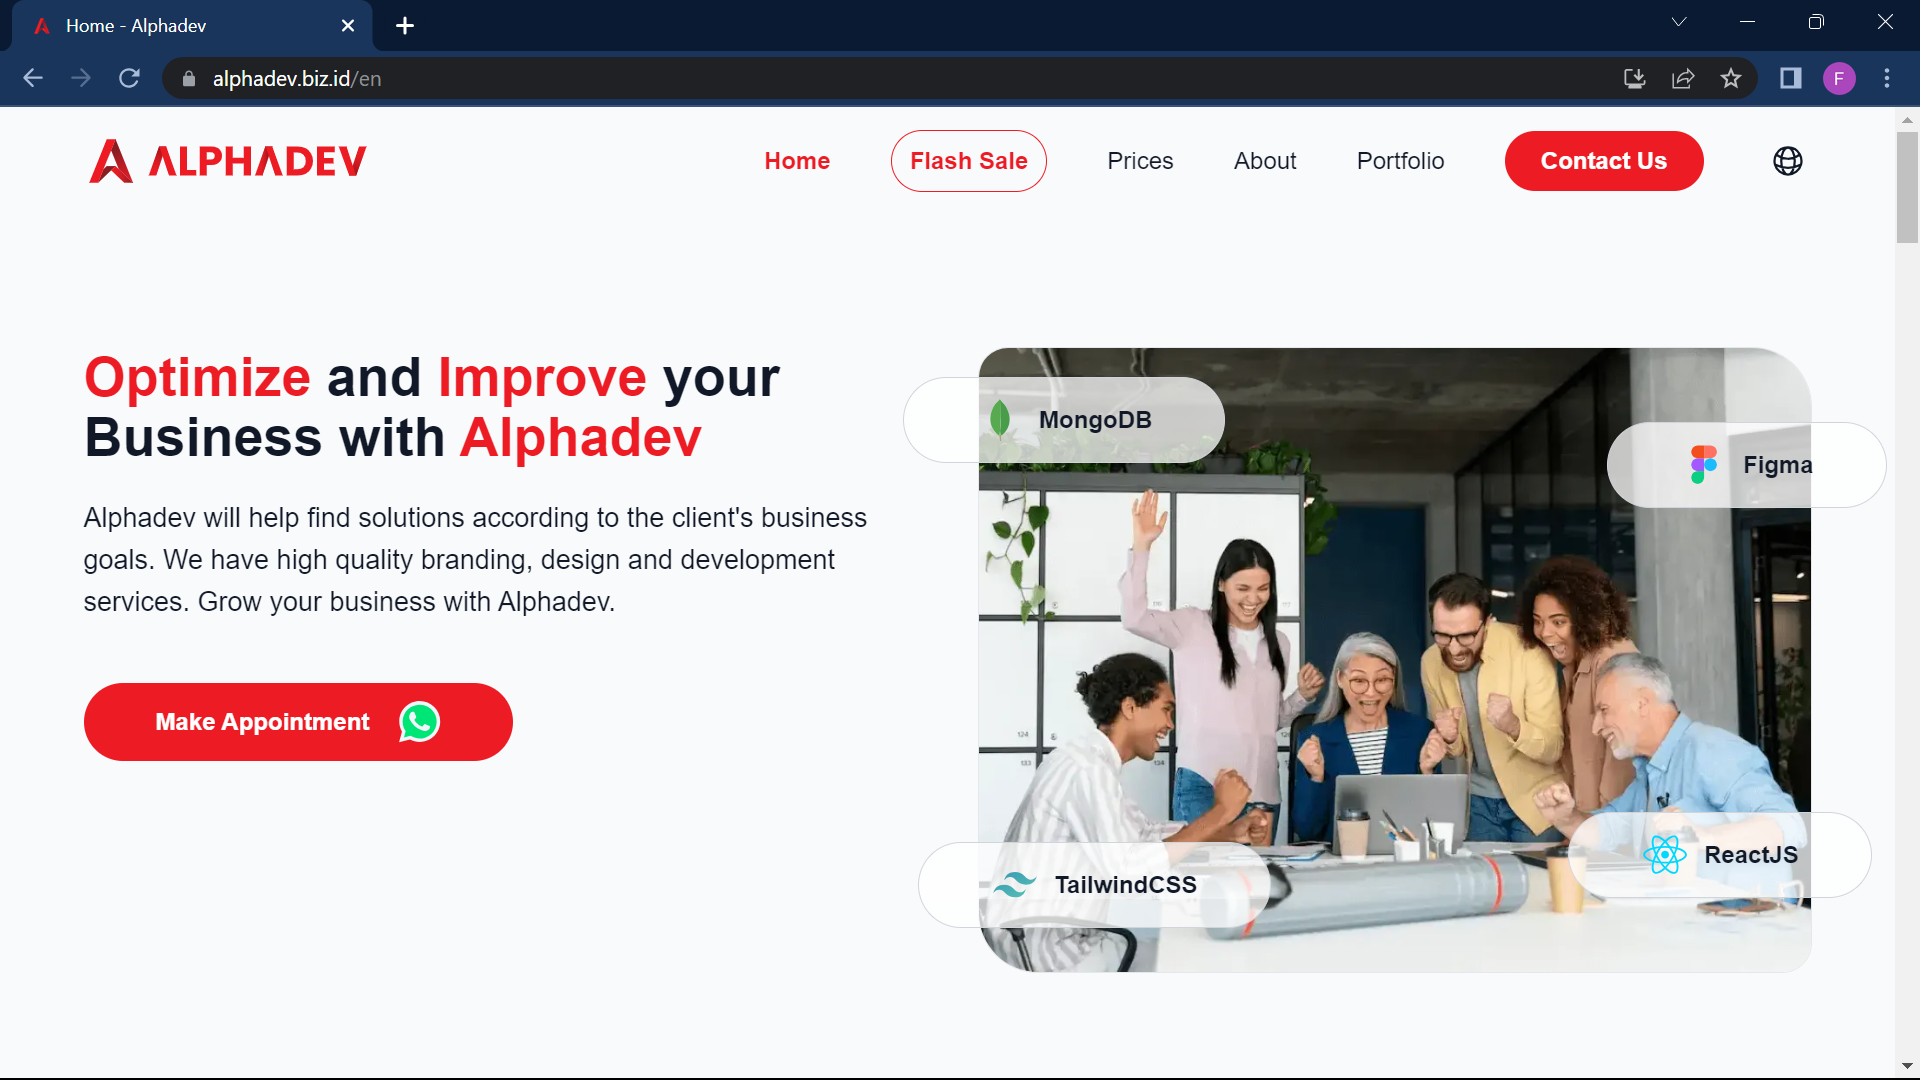 Home - Alphadev
alphadev.biz.id/en
F
ALPHADEV
Home
Flash Sale
Prices
About
Portfolio
Contact Us
Optimize and Improve your
Business with Alphadev
Alphadev will help find solutions according to the client's business
goals. We have high quality branding, design and development
services. Grow your business with Alphadev.
Make Appointment
MongoDB
Figma
TailwindCSS
ReactJS